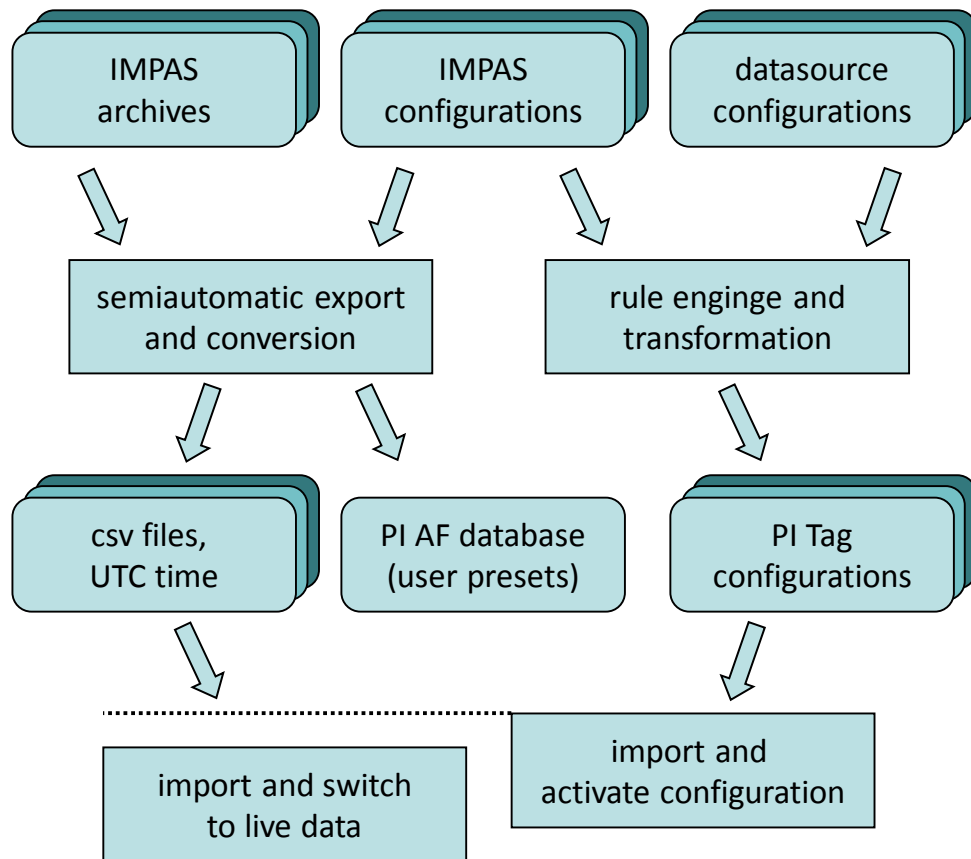 IMPAS
archives
IMPAS
configurations
datasource
configurations
semiautomatic export
and conversion
rule enginge and
transformation
csv files,
UTC time
PI AF database
(user presets)
PI Tag
configurations
import and switch
to live data
import and
activate configuration